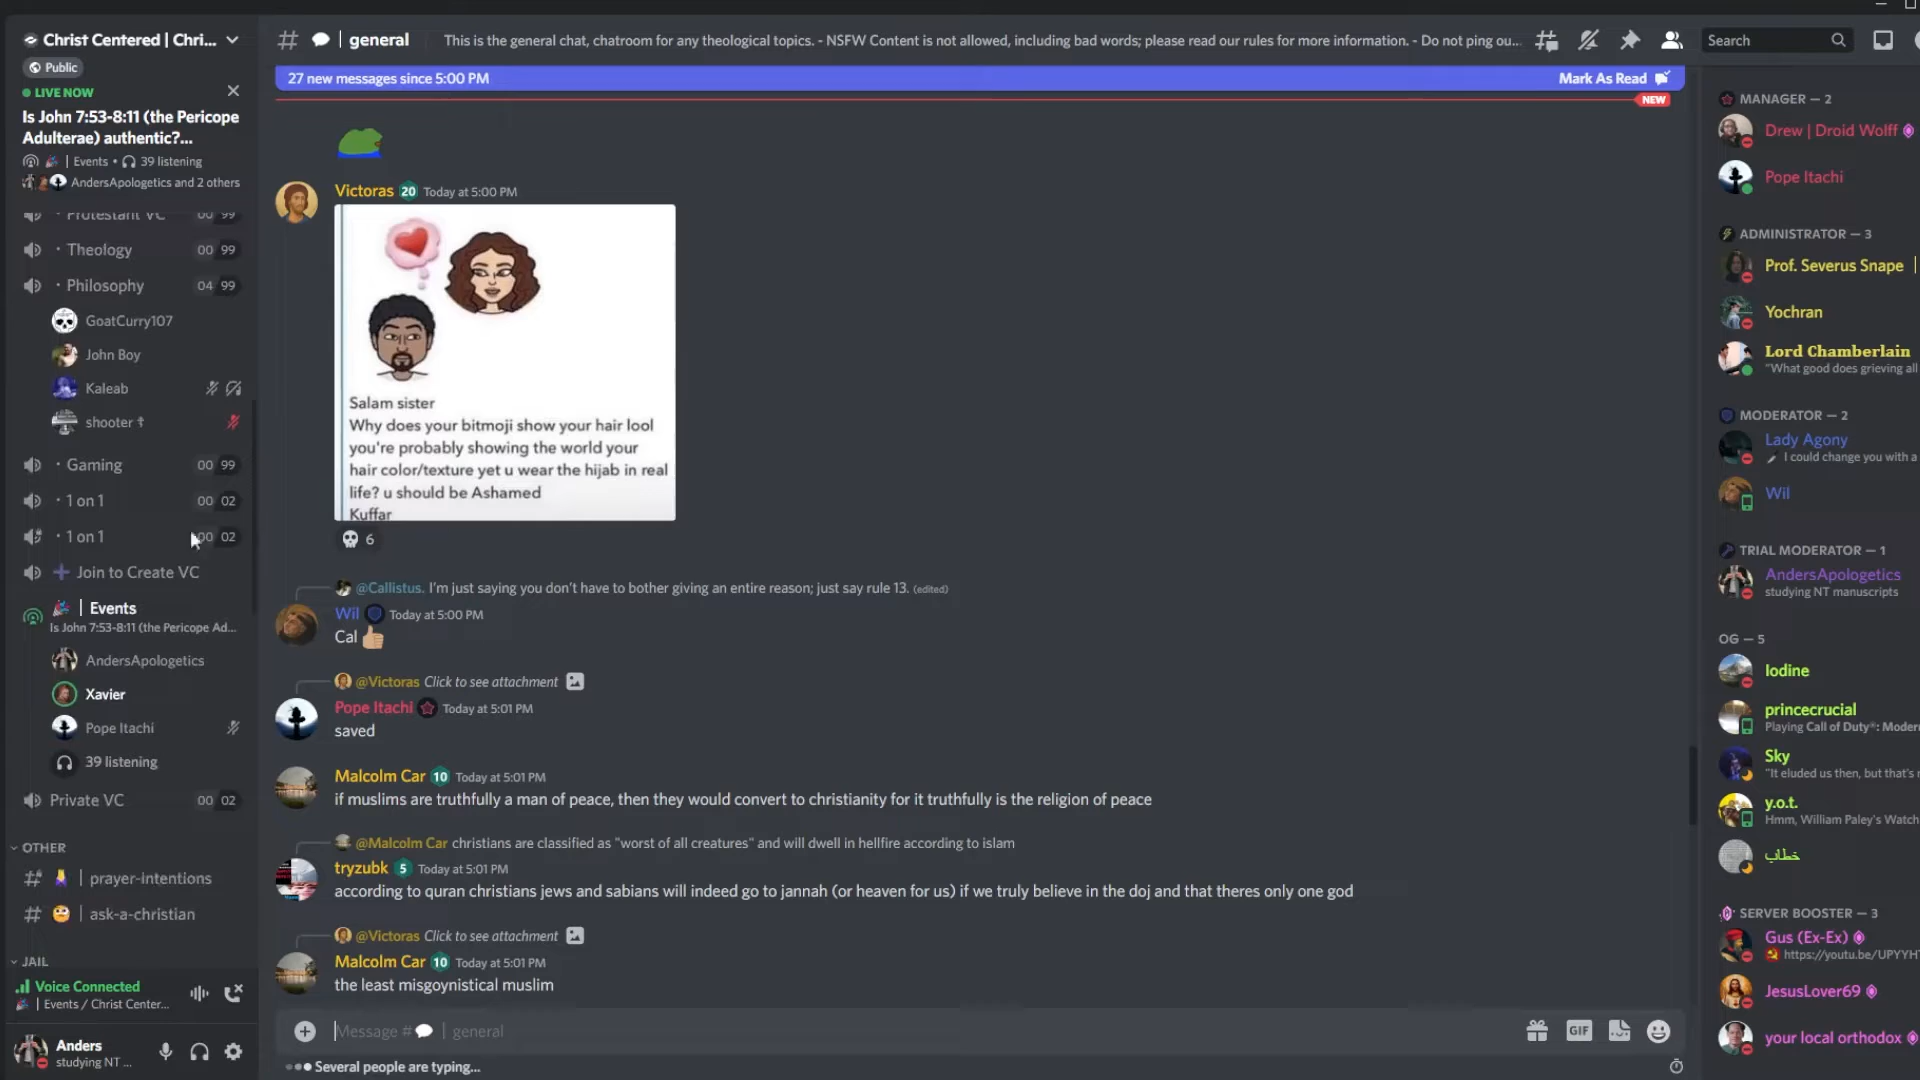 Christ Centered | Chri...
Public
LIVE NOW
Is John 7:53-8:11 (the Pericope
Adulterae) authentic?...
| Events • 39 listening
AndersApologetics and 2 others
Protestant VC 00 99
· Theology 00 99
· Philosophy 04 99
GoatCurry107
John Boy
Kaleab
shooter †
· Gaming 00 99
· 1 on 1 00 02
· 1 on 1 00 02
Join to Create VC
| Events
Is John 7:53-8:11 (the Pericope Ad...
AndersApologetics
Xavier
Pope Itachi
39 listening
Private VC 00 02
OTHER
| prayer-intentions
| ask-a-christian
JAIL
Voice Connected
| Events / Christ Center...
Anders
studying NT ...
# | general
This is the general chat, chatroom for any theological topics. - NSFW Content is not allowed, including bad words; please read our rules for more information. - Do not ping ou...
Search
27 new messages since 5:00 PM
Mark As Read
NEW
Victoras 20 Today at 5:00 PM
Salam sister
Why does your bitmoji show your hair lool
you're probably showing the world your
hair color/texture yet u wear the hijab in real
life? u should be Ashamed
Kuffar
6
@Callistus. I'm just saying you don't have to bother giving an entire reason; just say rule 13. (edited)
Wil Today at 5:00 PM
Cal
@Victoras Click to see attachment
Pope Itachi Today at 5:01 PM
saved
Malcolm Car 10 Today at 5:01 PM
if muslims are truthfully a man of peace, then they would convert to christianity for it truthfully is the religion of peace
@Malcolm Car christians are classified as "worst of all creatures" and will dwell in hellfire according to islam
tryzubk 5 Today at 5:01 PM
according to quran christians jews and sabians will indeed go to jannah (or heaven for us) if we truly believe in the doj and that theres only one god
@Victoras Click to see attachment
Malcolm Car 10 Today at 5:01 PM
the least misgoynistical muslim
Message # | general
GIF
Several people are typing...
MANAGER — 2
Drew | Droid Wolff
Pope Itachi
ADMINISTRATOR — 3
Prof. Severus Snape |
Yochran
Lord Chamberlain
"What good does grieving all
MODERATOR — 2
Lady Agony
I could change you with a
Wil
TRIAL MODERATOR — 1
AndersApologetics
studying NT manuscripts
OG — 5
Iodine
princecrucial
Playing Call of Duty®: Moder
Sky
"It eluded us then, but that's
y.o.t.
Hmm, William Paley's Watch
خطاب
SERVER BOOSTER — 3
Gus (Ex-Ex)
https://youtu.be/UPYYH
JesusLover69
your local orthodox